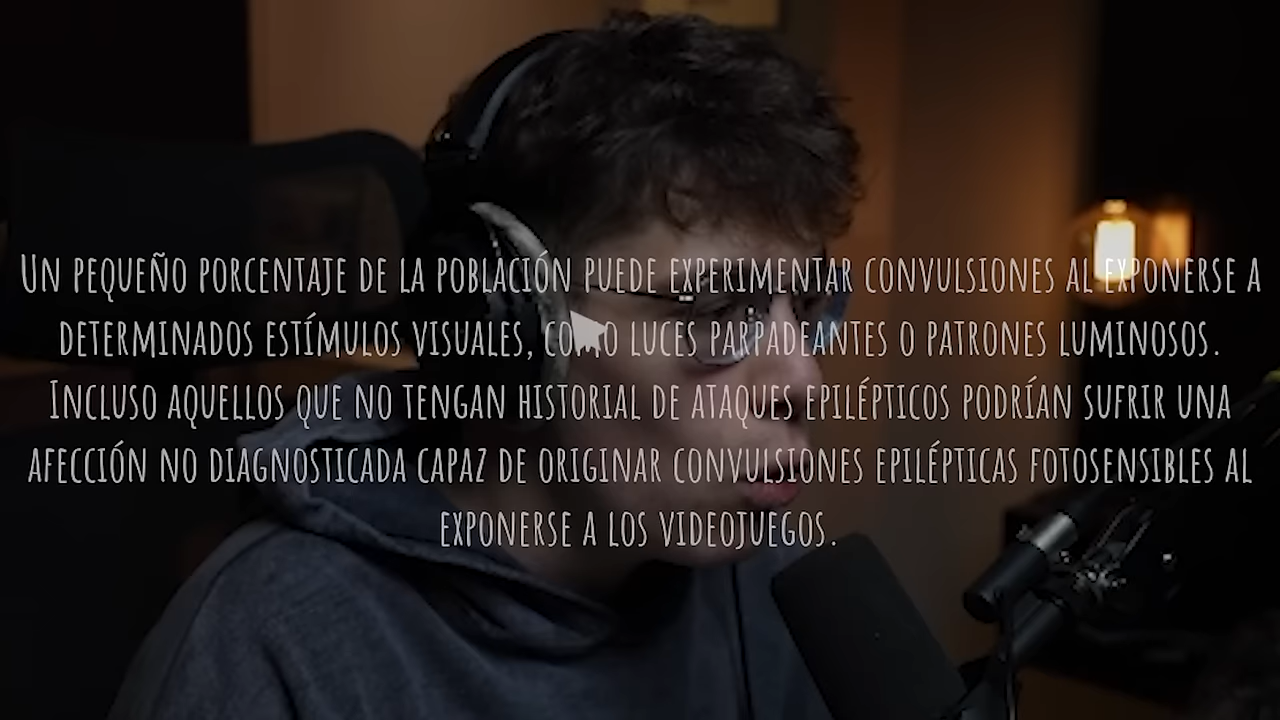 Un pequeño porcentaje de la población puede experimentar convulsiones al exponerse a
determinados estímulos visuales, como luces parpadeantes o patrones luminosos.
Incluso aquellos que no tengan historial de ataques epilépticos podrían sufrir una
afección no diagnosticada capaz de originar convulsiones epilépticas fotosensibles al
exponerse a los videojuegos.